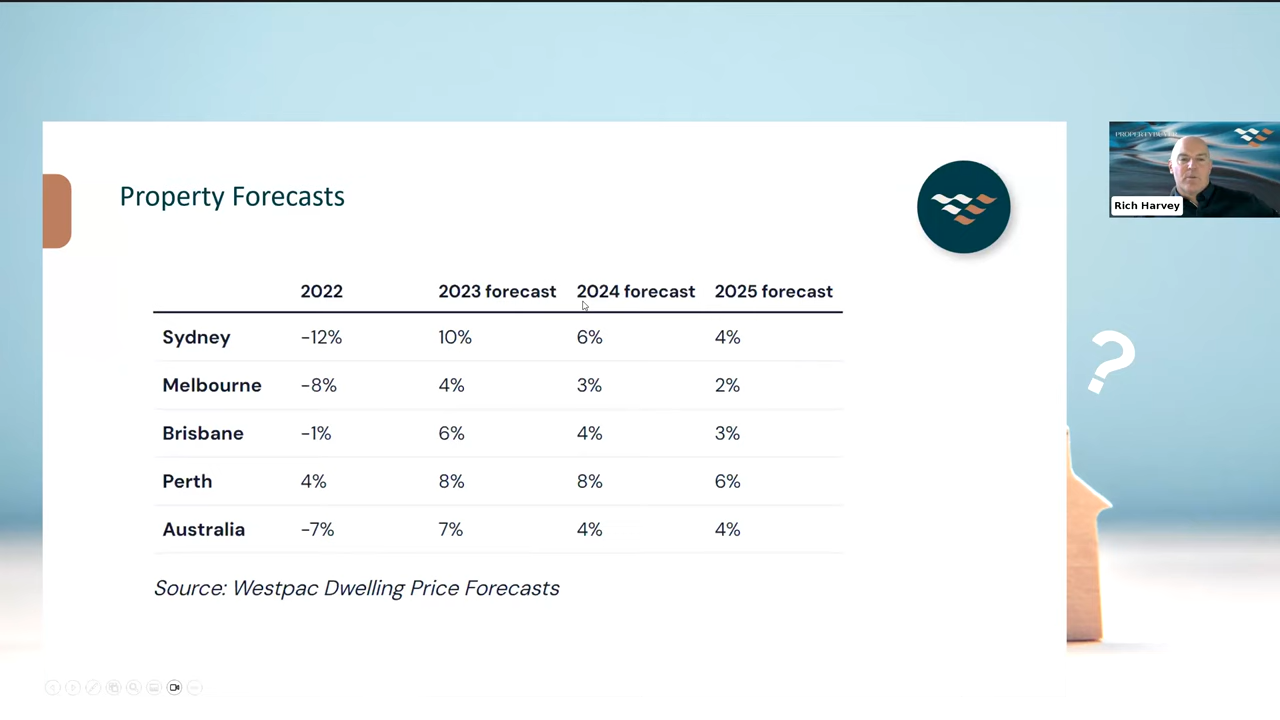 PROPERTYBUYER
Rich Harvey
Property Forecasts
2022 2023 forecast 2024 forecast 2025 forecast
Sydney -12% 10% 6% 4%
Melbourne -8% 4% 3% 2%
Brisbane -1% 6% 4% 3%
Perth 4% 8% 8% 6%
Australia -7% 7% 4% 4%
Source: Westpac Dwelling Price Forecasts
?